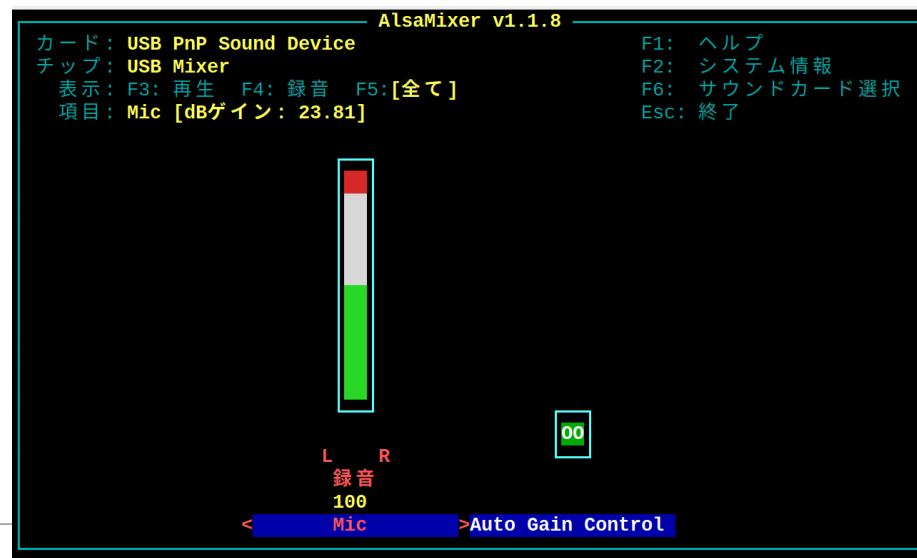 AlsaMixer v1.1.8
カード: USB PnP Sound Device F1: ヘルプ
チップ: USB Mixer F2: システム情報
表示: F3: 再生 F4: 録音 F5:[全て] F6: サウンドカード選択
項目: Mic [dBゲイン: 23.81] Esc: 終了
OO
L R
録音
100
< Mic >Auto Gain Control